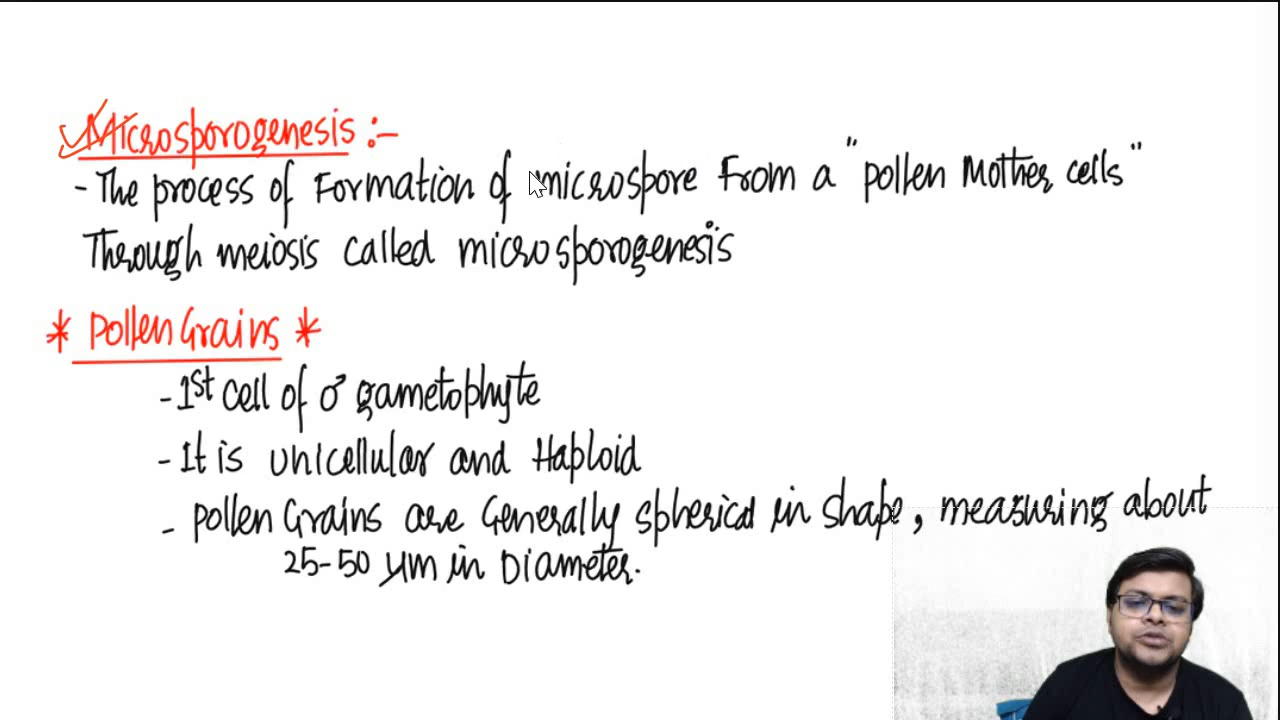 Microsporogenesis :-
- The process of Formation of microspore From a "pollen Mother cells"
Through meiosis called microsporogenesis
* Pollen Grains *
- 1st cell of ♂ gametophyte
- It is unicellular and Haploid
- pollen Grains are Generally spherical in shape, measuring about
25-50 μm in Diameter.